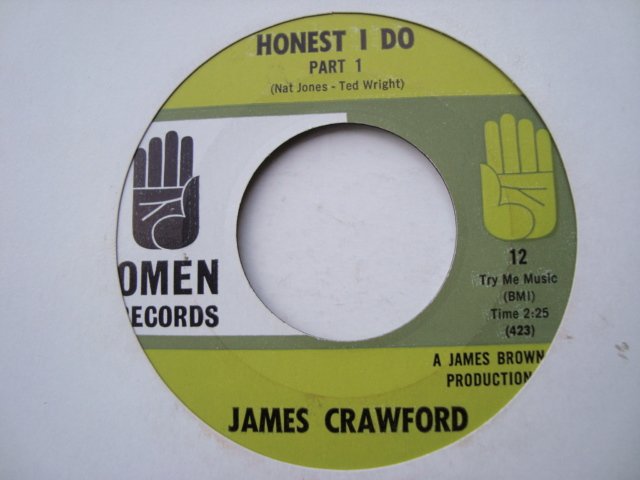 HONEST I DO
PART 1
(Nat Jones - Ted Wright)
OMEN
ECORDS
12
Try Me Music
(BMI)
Time 2:25
(423)
A JAMES BROWN
PRODUCTION
JAMES CRAWFORD